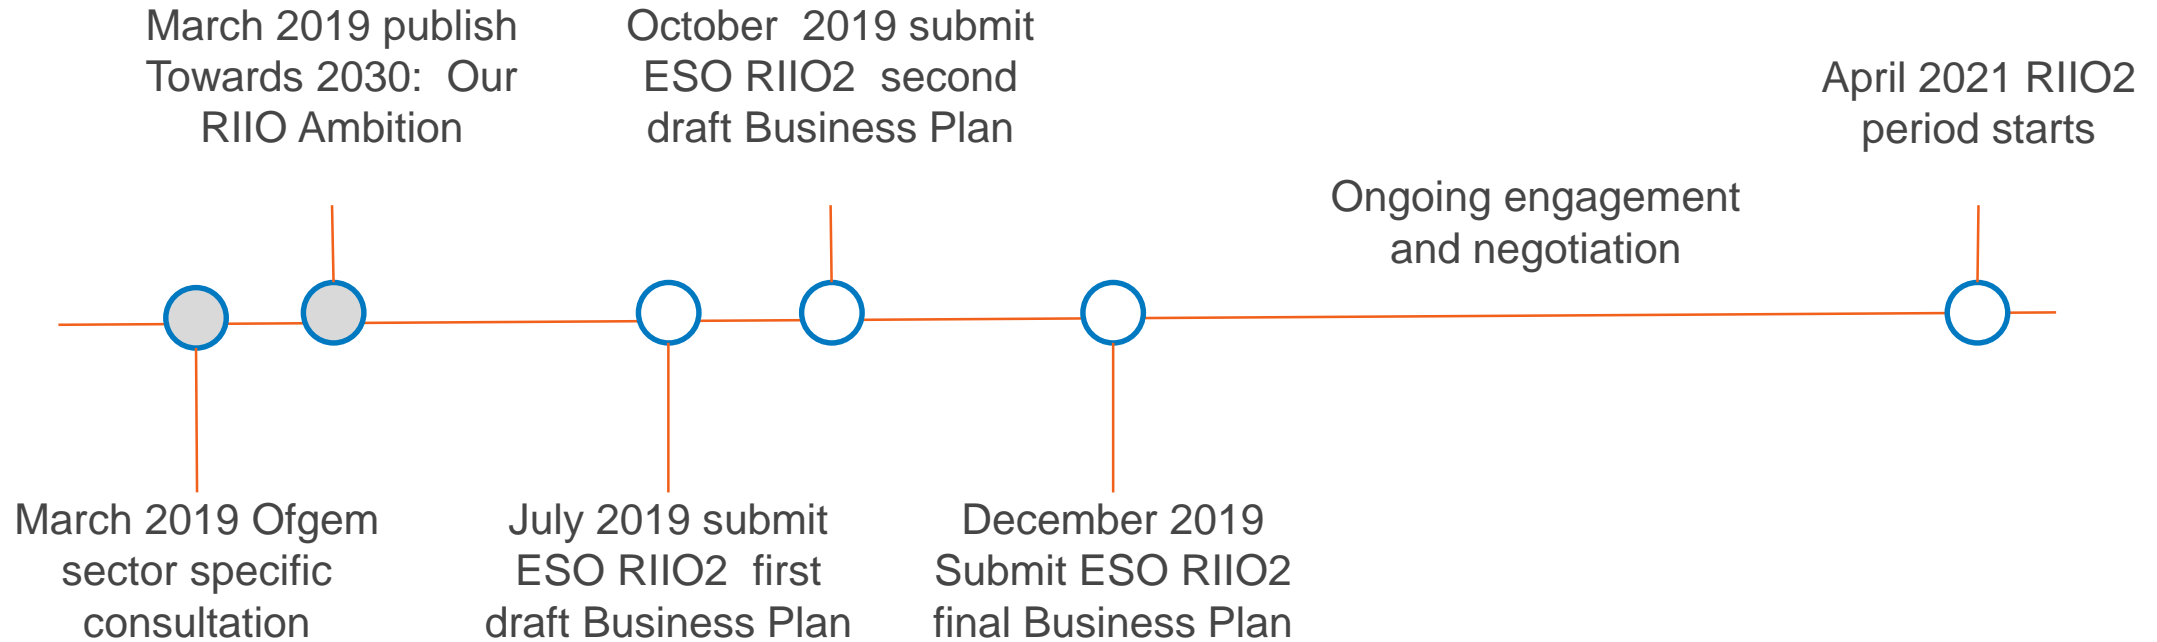 March 2019 publish
Towards 2030:  Our
RIIO Ambition
October  2019 submit
ESO RIIO2  second
draft Business Plan
April 2021 RIIO2
period starts
Ongoing engagement
and negotiation
March 2019 Ofgem
sector specific
consultation
July 2019 submit
ESO RIIO2  first
draft Business Plan
December 2019
Submit ESO RIIO2
final Business Plan